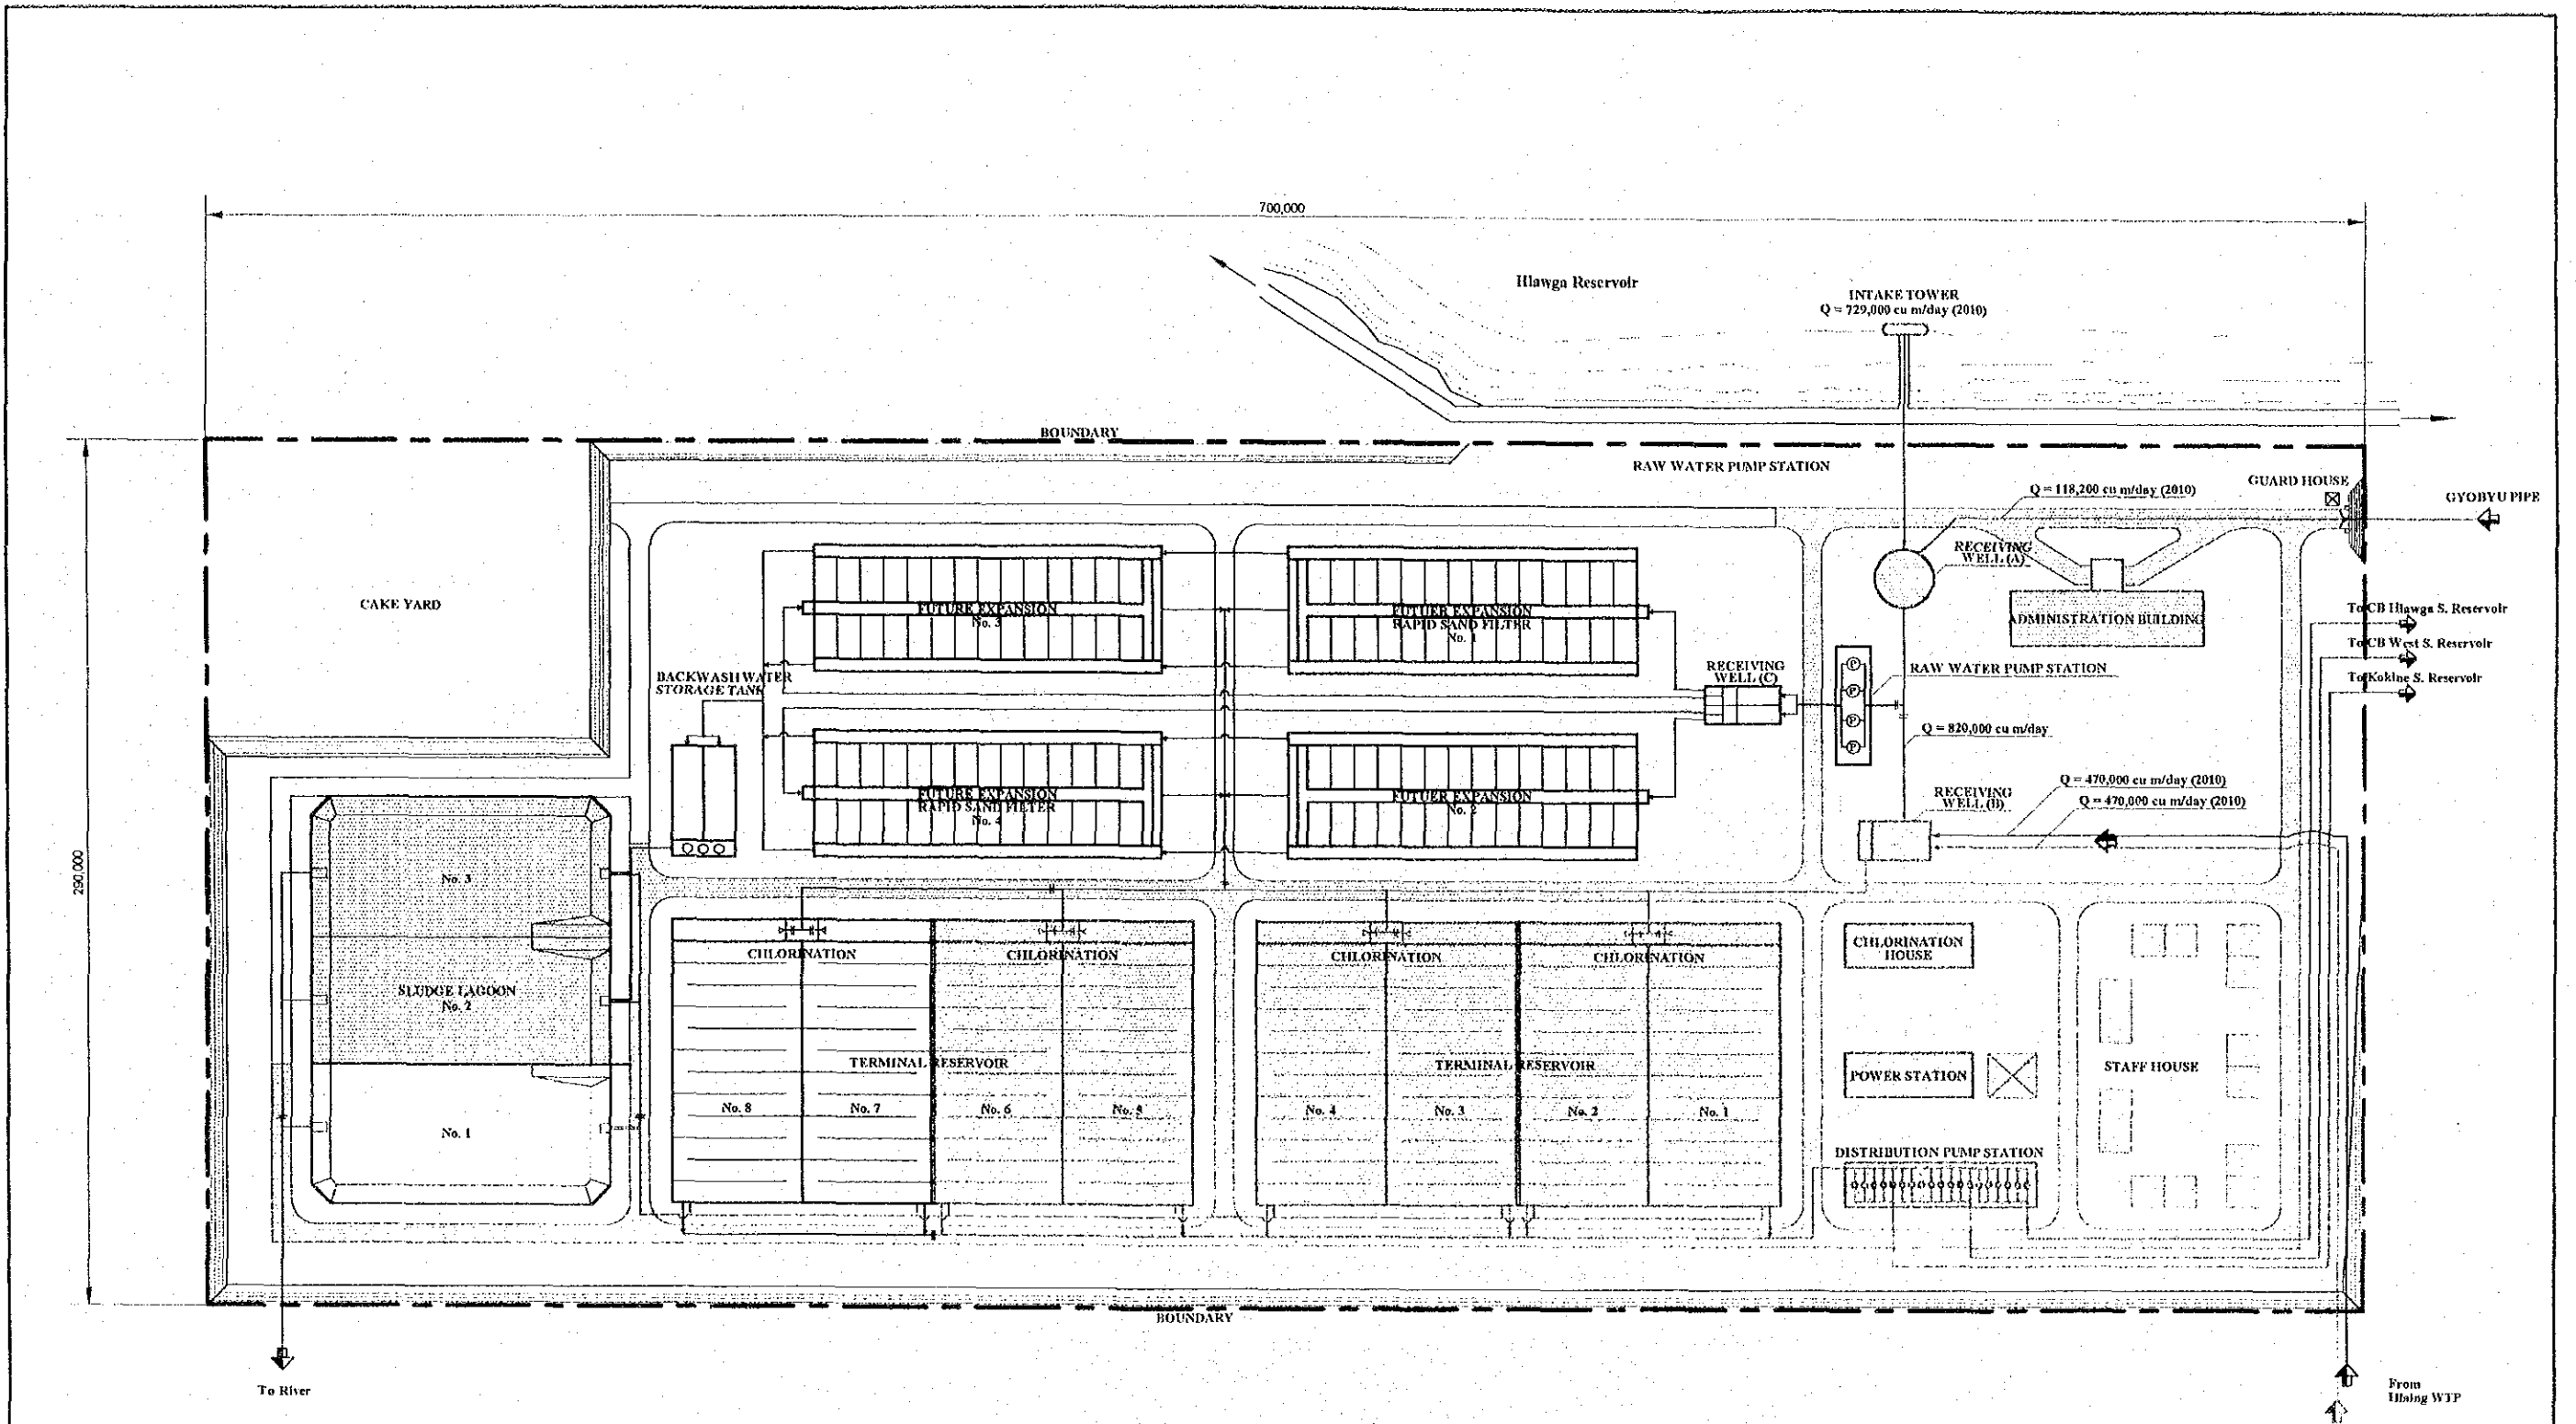 700,000
Hlawga Reservoir
INTAKE TOWER
Q = 729,000 cu m/day (2010)
BOUNDARY
RAW WATER PUMP STATION
Q = 118,200 cu m/day (2010)
GUARD HOUSE
GYOBYU PIPE
RECEIVING
WELL (A)
CAKE YARD
FUTURE EXPANSION
No. 3
FUTUER EXPANSION
RAPID SAND FILTER
No. 1
ADMINISTRATION BUILDING
To CB Hlawga S. Reservoir
To CB West S. Reservoir
To Kokine S. Reservoir
BACKWASH WATER
STORAGE TANK
RECEIVING
WELL (C)
P
P
P
P
RAW WATER PUMP STATION
Q = 820,000 cu m/day
FUTURE EXPANSION
RAPID SAND FILTER
No. 4
FUTUER EXPANSION
No. 2
RECEIVING
WELL (B)
Q = 470,000 cu m/day (2010)
Q = 470,000 cu m/day (2010)
290,000
No. 3
SLUDGE LAGOON
No. 2
No. 1
CHLORINATION
CHLORINATION
CHLORINATION
CHLORINATION
CHLORINATION
HOUSE
TERMINAL RESERVOIR
TERMINAL RESERVOIR
POWER STATION
STAFF HOUSE
No. 8
No. 7
No. 6
No. 5
No. 4
No. 3
No. 2
No. 1
DISTRIBUTION PUMP STATION
BOUNDARY
To River
From
Hlaing WTP